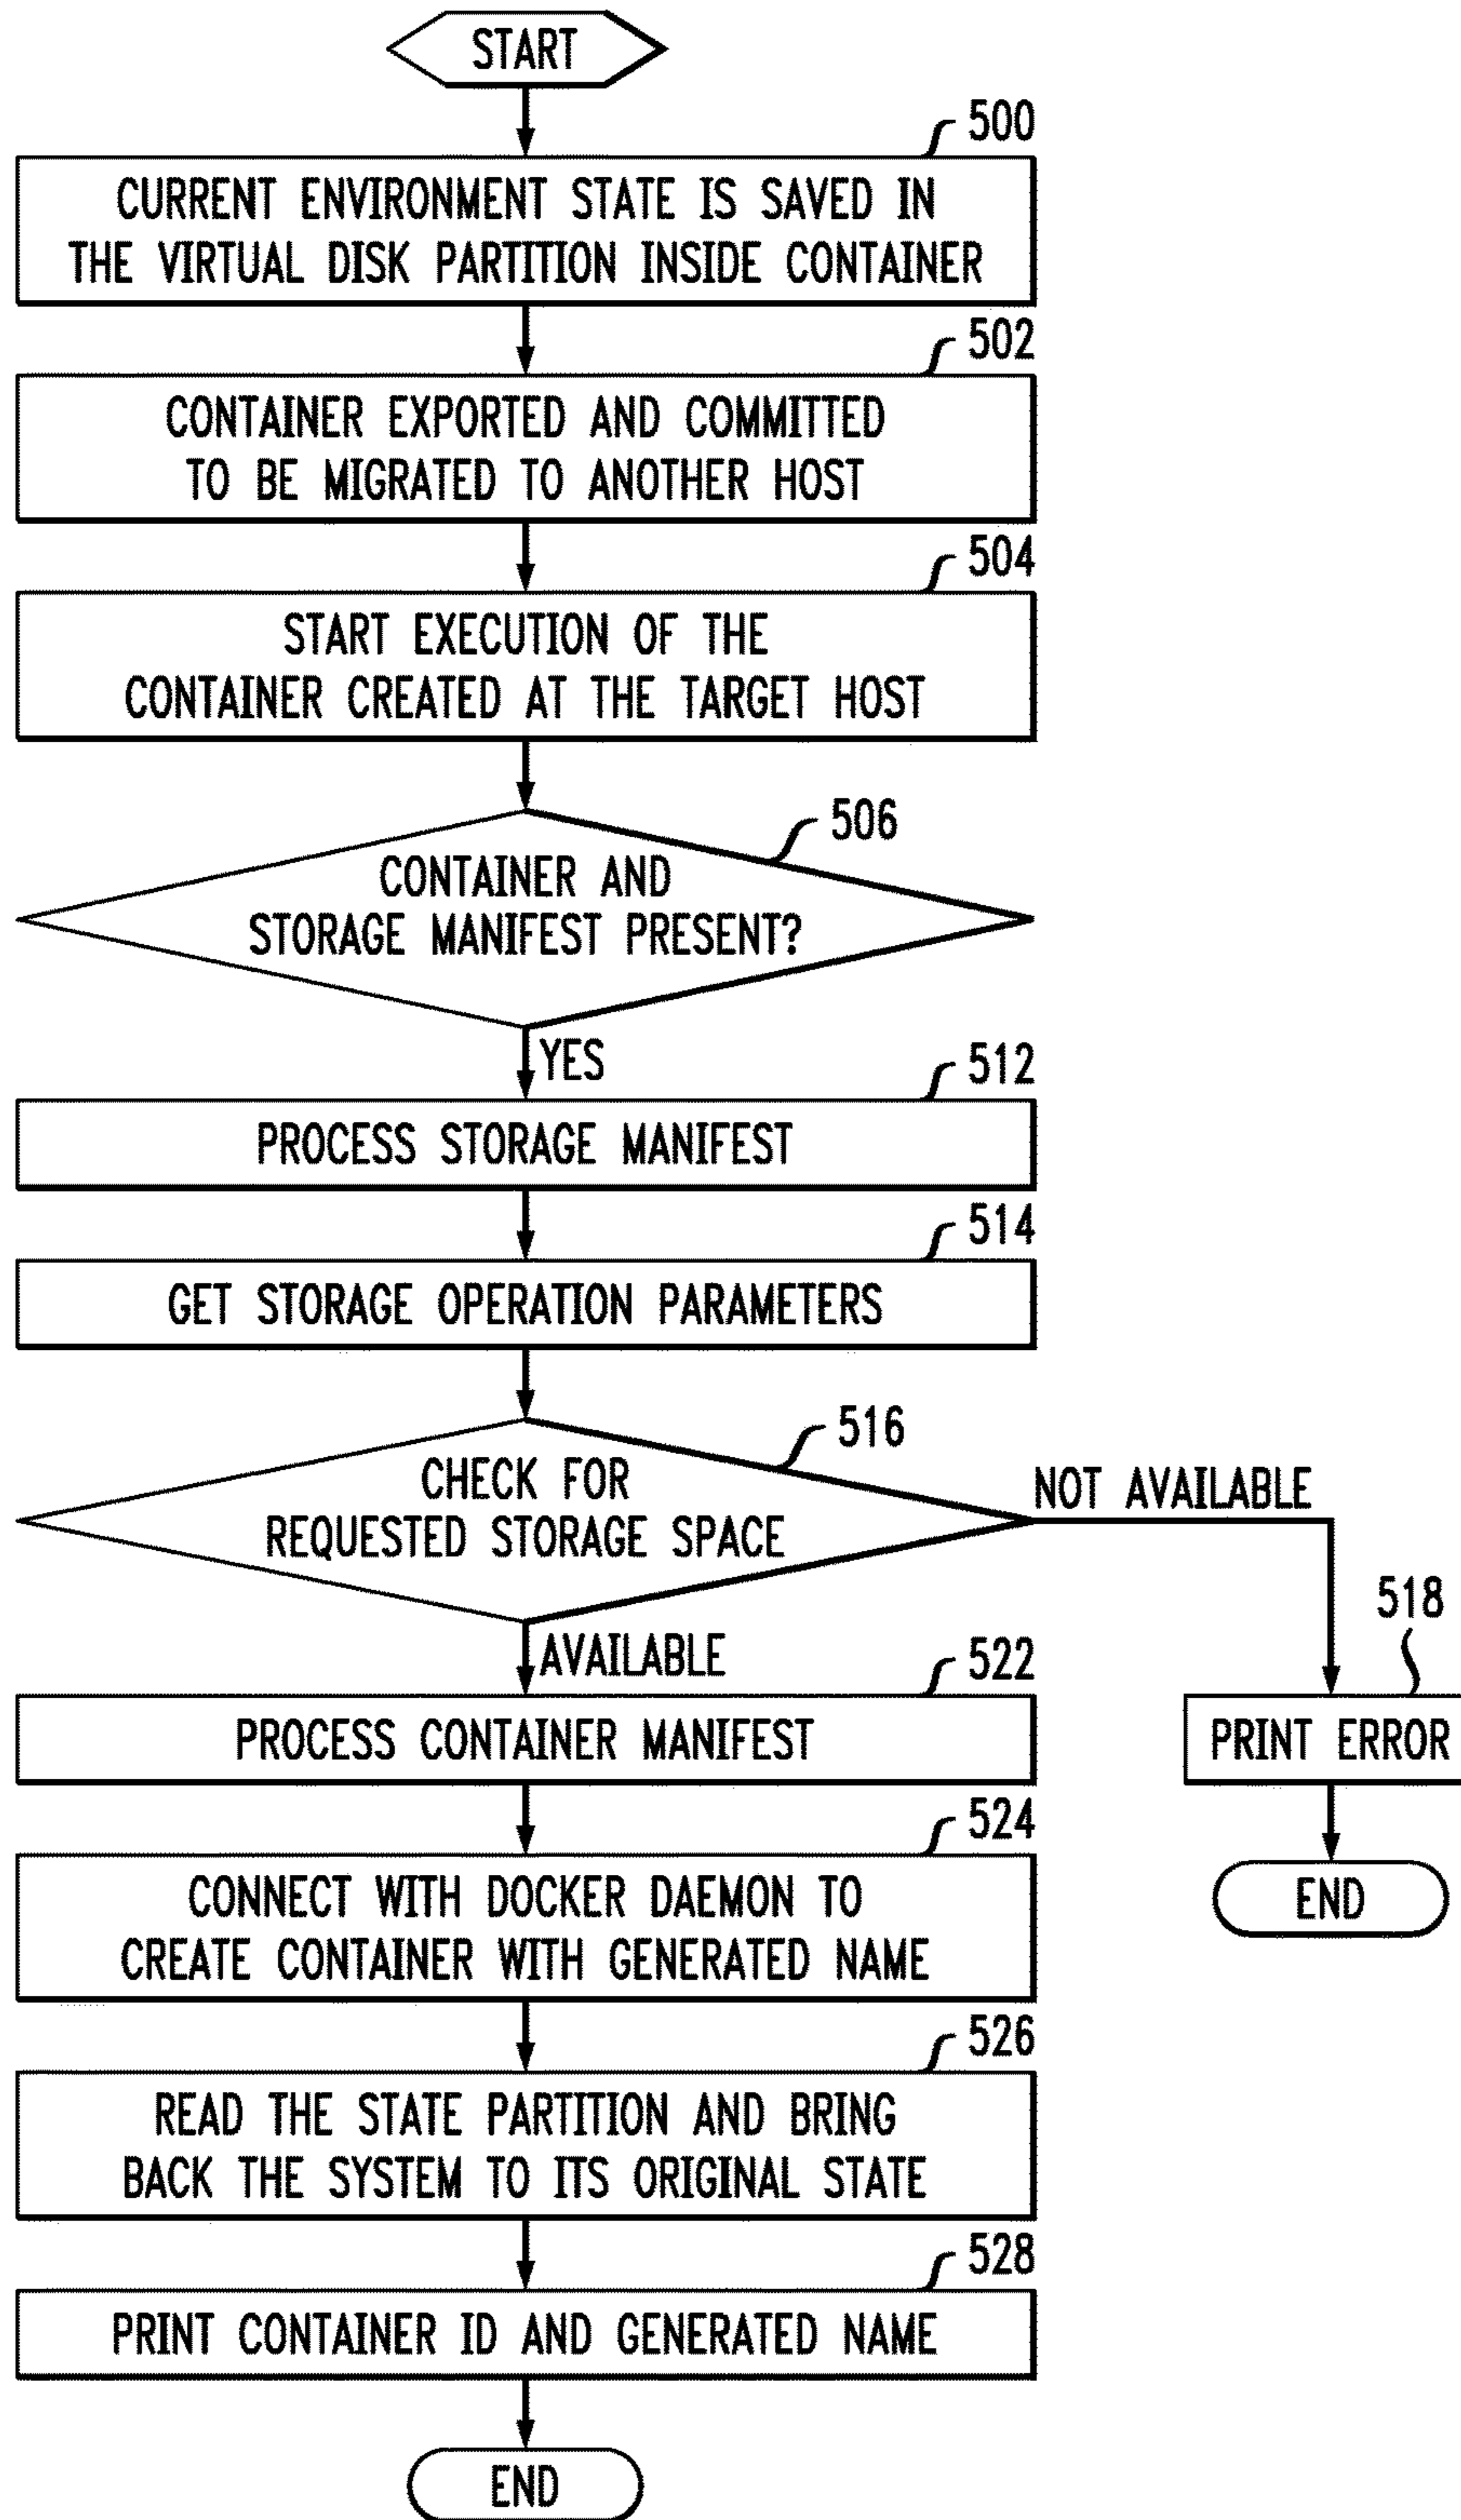 START
500
CURRENT ENVIRONMENT STATE IS SAVED IN
THE VIRTUAL DISK PARTITION INSIDE CONTAINER
502
CONTAINER EXPORTED AND COMMITTED
TO BE MIGRATED TO ANOTHER HOST
504
START EXECUTION OF THE
CONTAINER CREATED AT THE TARGET HOST
506
CONTAINER AND
STORAGE MANIFEST PRESENT?
YES
512
PROCESS STORAGE MANIFEST
514
GET STORAGE OPERATION PARAMETERS
516
CHECK FOR
REQUESTED STORAGE SPACE
NOT AVAILABLE
518
PRINT ERROR
END
AVAILABLE
522
PROCESS CONTAINER MANIFEST
524
CONNECT WITH DOCKER DAEMON TO
CREATE CONTAINER WITH GENERATED NAME
526
READ THE STATE PARTITION AND BRING
BACK THE SYSTEM TO ITS ORIGINAL STATE
528
PRINT CONTAINER ID AND GENERATED NAME
END